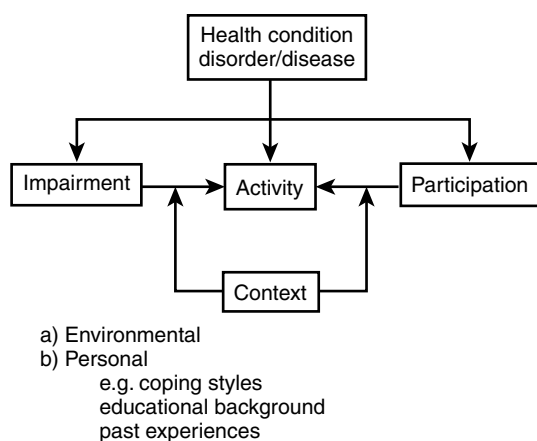 Health condition
disorder/disease
Impairment
Activity
Participation
Context
a) Environmental
b) Personal
e.g. coping styles
educational background
past experiences